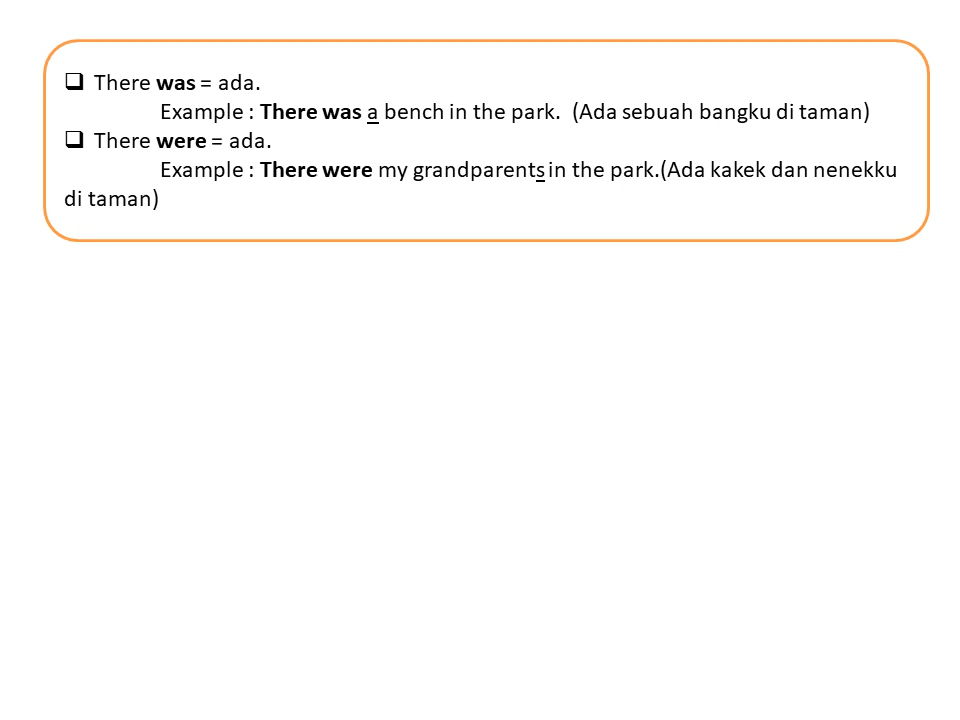 ❑ There was = ada.
Example : There was a bench in the park.  (Ada sebuah bangku di taman)
❑ There were = ada.
Example : There were my grandparents in the park.(Ada kakek dan nenekku
di taman)